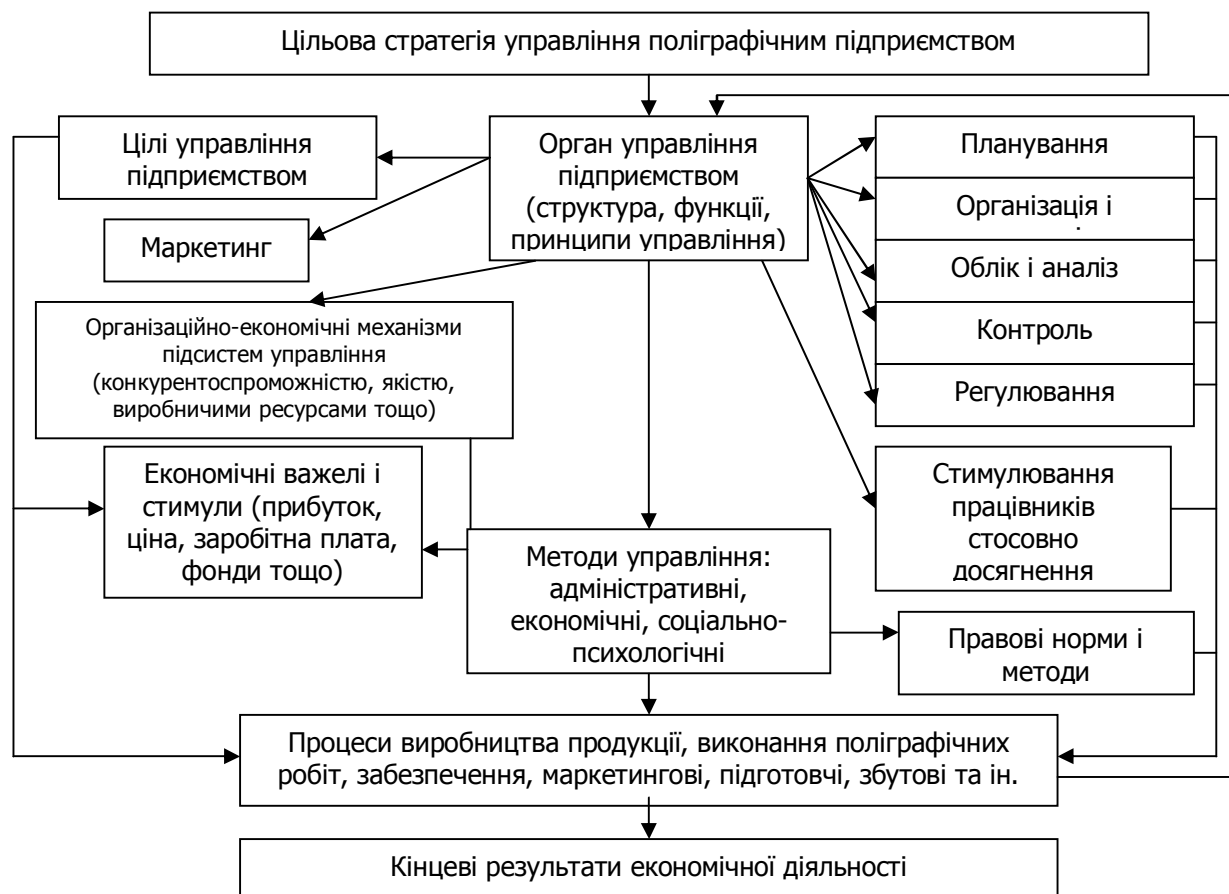 Цільова стратегія управління поліграфічним підприємством
Цілі управління
підприємством
Маркетинг
Орган управління
підприємством
(структура, функції,
принципи управління)
Планування
Організація і
Облік і аналіз
Контроль
Регулювання
Організаційно-економічні механізми
підсистем управління
(конкурентоспроможністю, якістю,
виробничими ресурсами тощо)
Економічні важелі і
стимули (прибуток,
ціна, заробітна плата,
фонди тощо)
Методи управління:
адміністративні,
економічні, соціально-
психологічні
Стимулювання
працівників
стосовно
досягнення
Правові норми і
методи
Процеси виробництва продукції, виконання поліграфічних
робіт, забезпечення, маркетингові, підготовчі, збутові та ін.
Кінцеві результати економічної діяльності